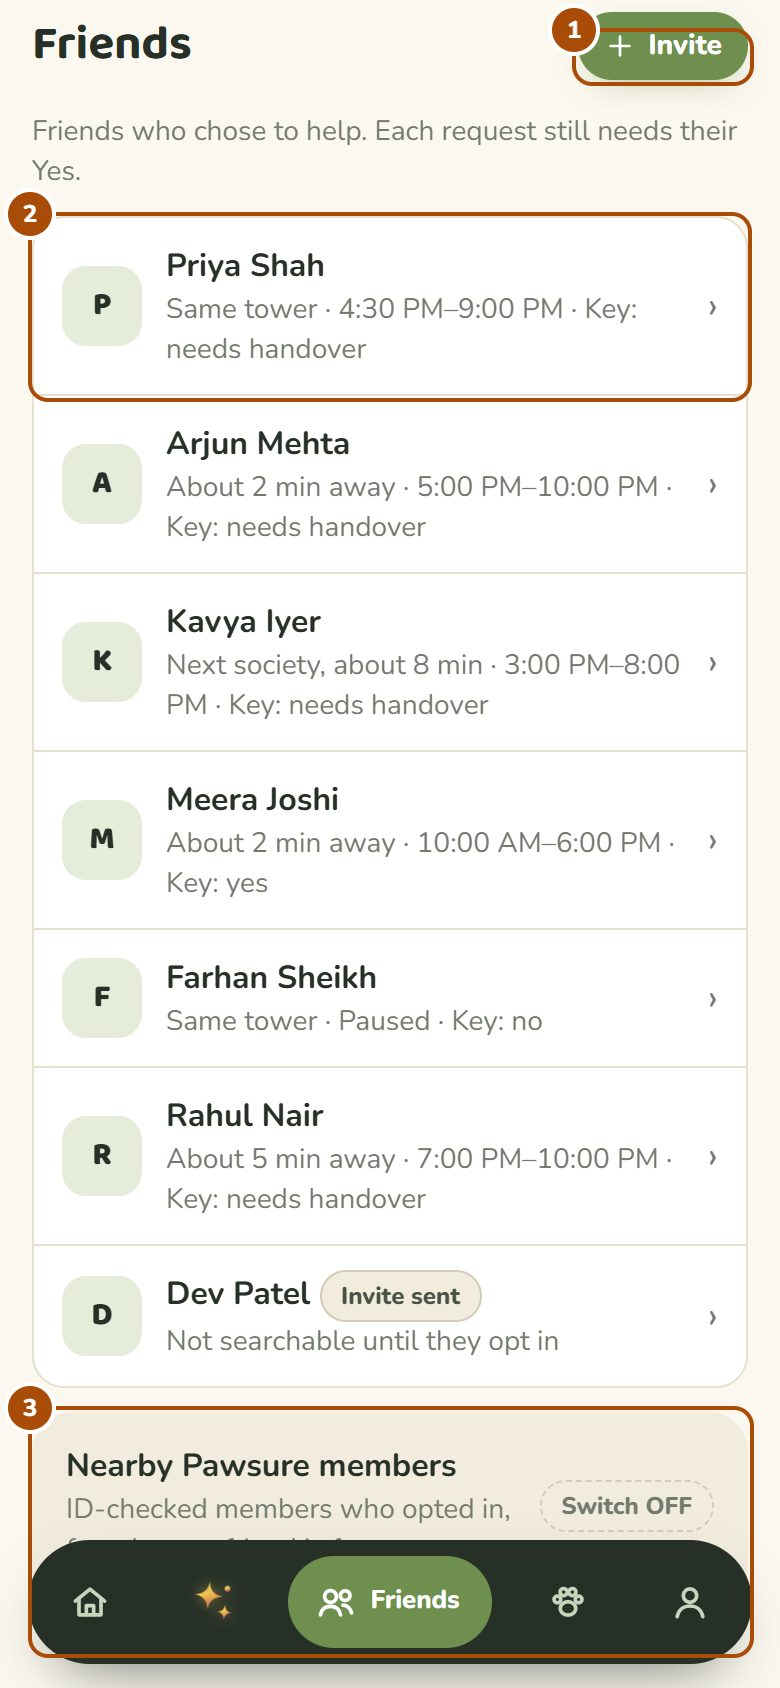 Friends
1
+ Invite
Friends who chose to help. Each request still needs their
Yes.
2
P
Priya Shah
Same tower · 4:30 PM–9:00 PM · Key:
needs handover
›
A
Arjun Mehta
About 2 min away · 5:00 PM–10:00 PM ·
Key: needs handover
›
K
Kavya Iyer
Next society, about 8 min · 3:00 PM–8:00
PM · Key: needs handover
›
M
Meera Joshi
About 2 min away · 10:00 AM–6:00 PM ·
Key: yes
›
F
Farhan Sheikh
Same tower · Paused · Key: no
›
R
Rahul Nair
About 5 min away · 7:00 PM–10:00 PM ·
Key: needs handover
›
D
Dev Patel Invite sent
Not searchable until they opt in
›
3
Nearby Pawsure members
ID-checked members who opted in,
Switch OFF
Friends